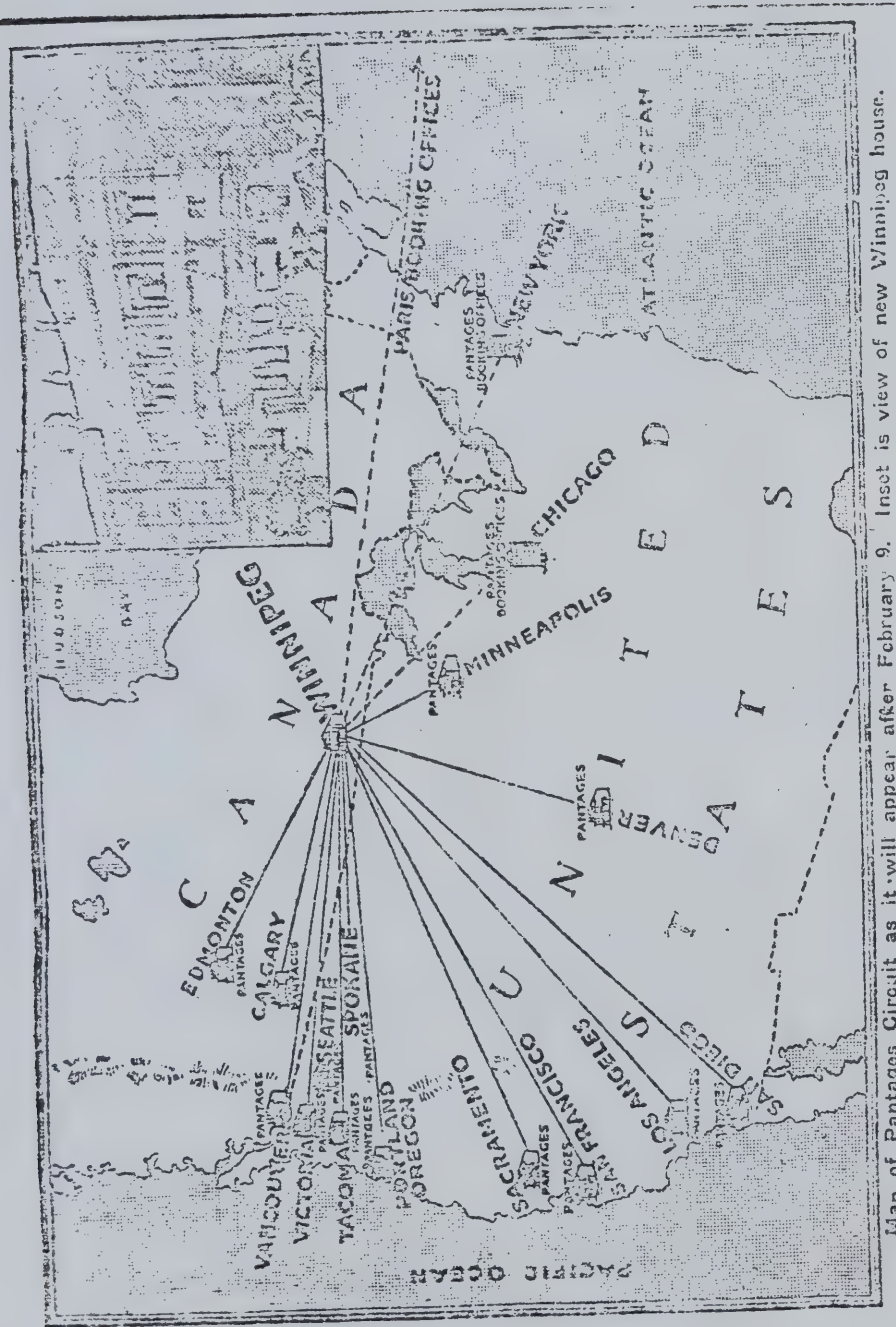 HUDSON
BAY
CANADA
WINNIPEG
EDMONTON
PANTAGES
CALGARY
PANTAGES
PANTAGES
VANCOUVER
VICTORIA
PANTAGES
SEATTLE
PANTAGES
TACOMA
PANTAGES
SPOKANE
PANTAGES
PANTAGES
PORTLAND
OREGON
SACRAMENTO
PANTAGES
PANTAGES
SAN FRANCISCO
LOS ANGELES
PANTAGES
PANTAGES
SAN DIEGO
PACIFIC OCEAN
PANTAGES
DENVER
PANTAGES
MINNEAPOLIS
PANTAGES
BOOKING OFFICES
CHICAGO
PANTAGES
BOOKING OFFICES
NEW YORK
PARIS BOOKING OFFICES
ATLANTIC OCEAN
UNITED
STATES
Map of Pantages Circuit as it will appear after February 9. Inset is view of new Winnipeg house.